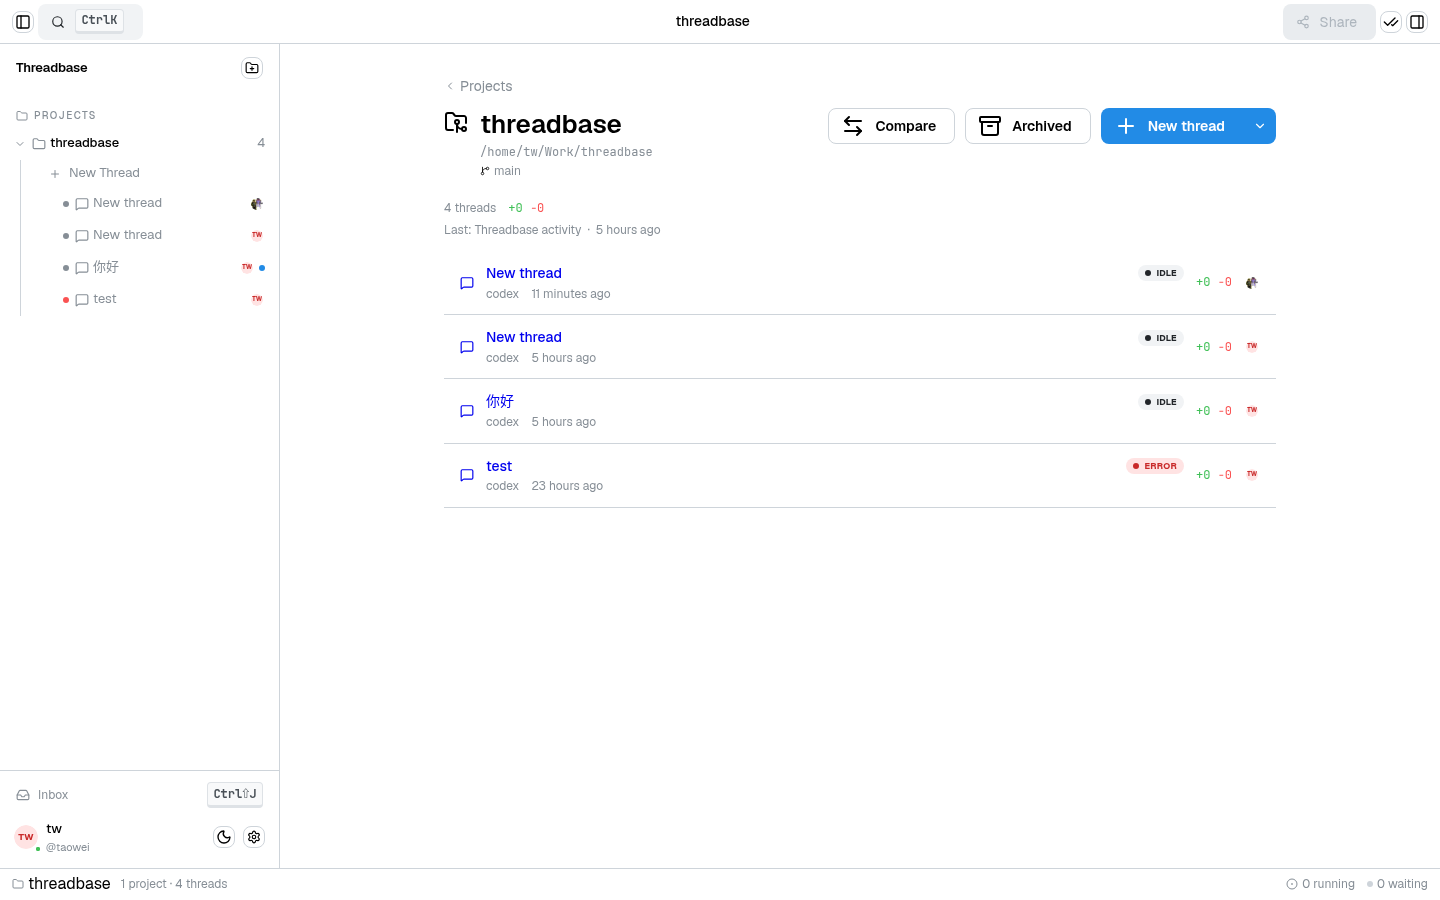 CtrlK
threadbase
Share
Threadbase
PROJECTS
threadbase 4
New Thread
New thread
New thread TW
你好 TW
test TW
Inbox Ctrl⇧J
TW tw
@taowei
Projects
threadbase
Compare
Archived
New thread
/home/tw/Work/threadbase
main
4 threads +0 -0
Last: Threadbase activity · 5 hours ago
New thread
codex 11 minutes ago
IDLE +0 -0
New thread
codex 5 hours ago
IDLE +0 -0 TW
你好
codex 5 hours ago
IDLE +0 -0 TW
test
codex 23 hours ago
ERROR +0 -0 TW
threadbase 1 project · 4 threads
0 running 0 waiting